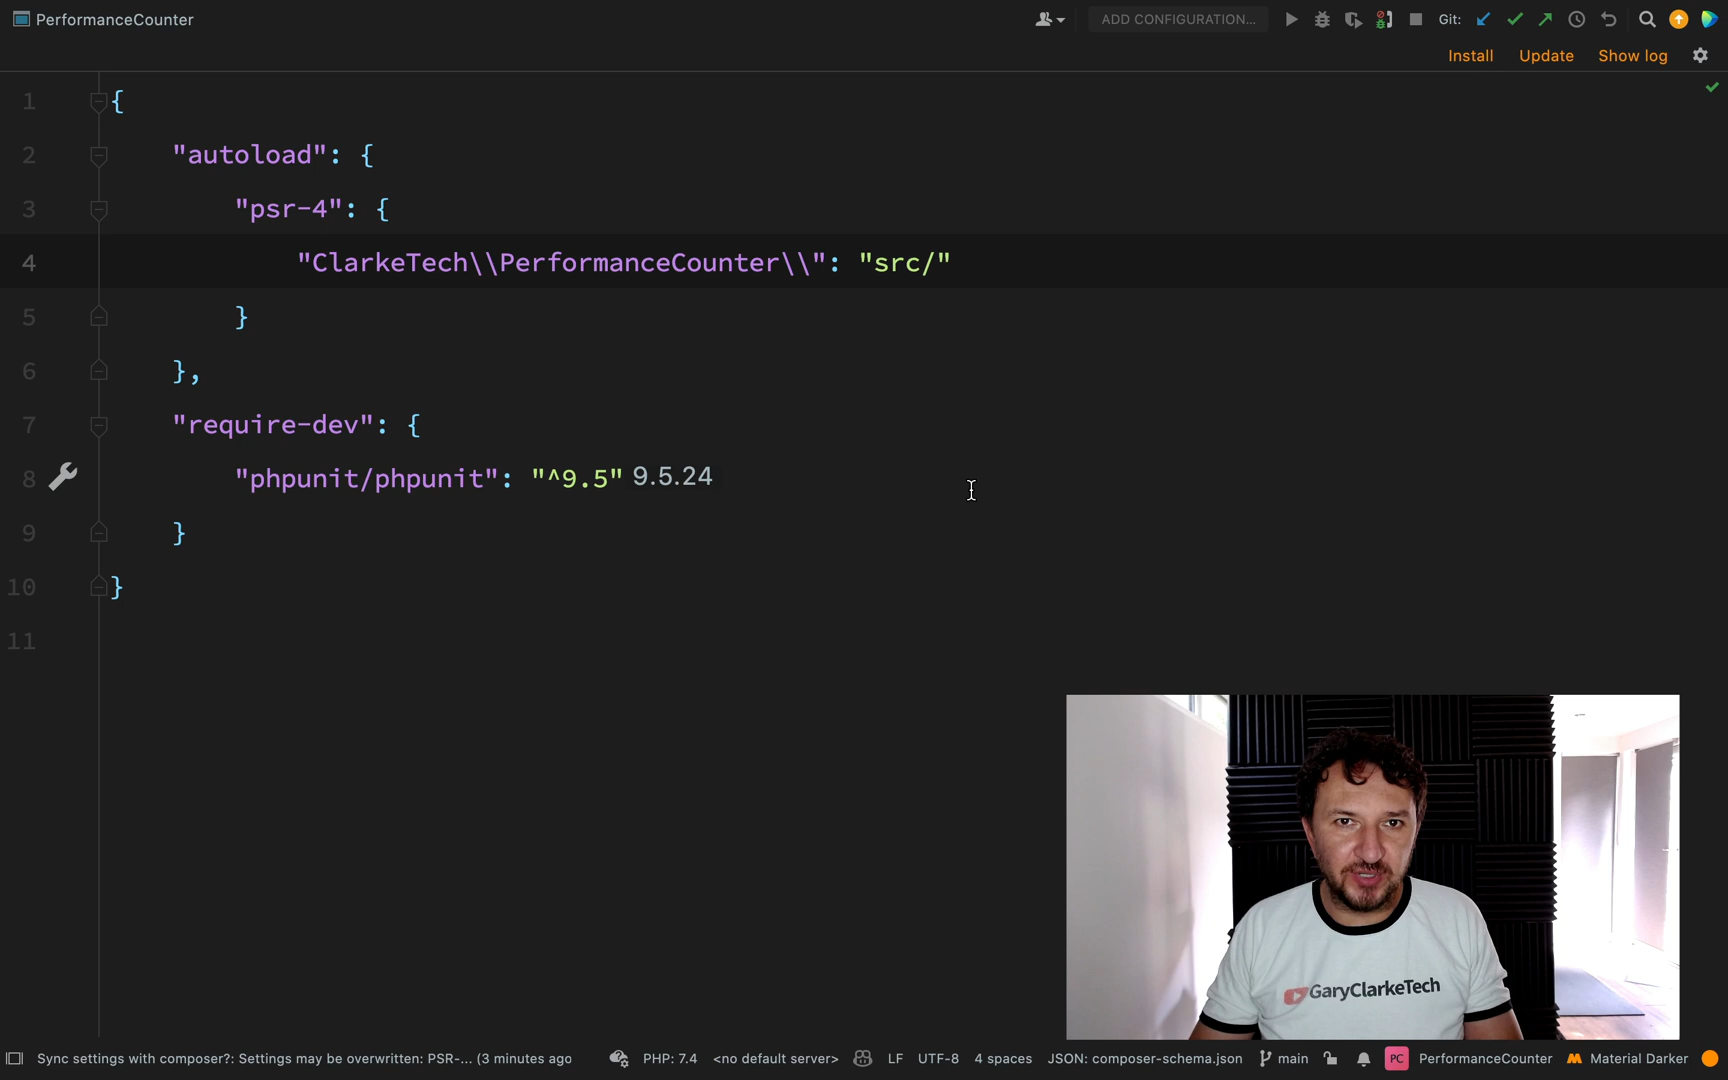 PerformanceCounter
ADD CONFIGURATION...
Git:
Install Update Show log
1 {
2 "autoload": {
3 "psr-4": {
4 "ClarkeTech\\PerformanceCounter\\": "src/"
5 }
6 },
7 "require-dev": {
8 "phpunit/phpunit": "^9.5" 9.5.24
9 }
10 }
11
GaryClarkeTech
Sync settings with composer?: Settings may be overwritten: PSR-... (3 minutes ago PHP: 7.4 <no default server> LF UTF-8 4 spaces JSON: composer-schema.json main PC PerformanceCounter Material Darker